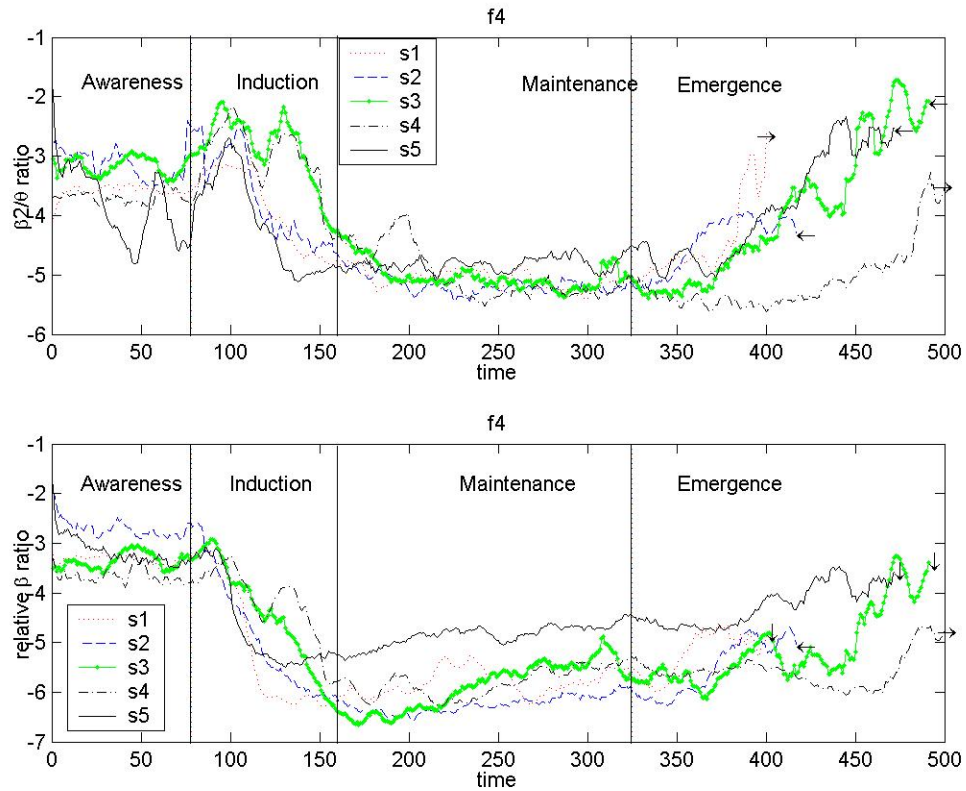 f4
-1
-2
-3
-4
-5
-6
β2/θ ratio
Awareness
Induction
Maintenance
Emergence
s1
s2
s3
s4
s5
0
50
100
150
200
250
300
350
400
450
500
time
f4
-1
-2
-3
-4
-5
-6
-7
relative β ratio
Awareness
Induction
Maintenance
Emergence
s1
s2
s3
s4
s5
0
50
100
150
200
250
300
350
400
450
500
time